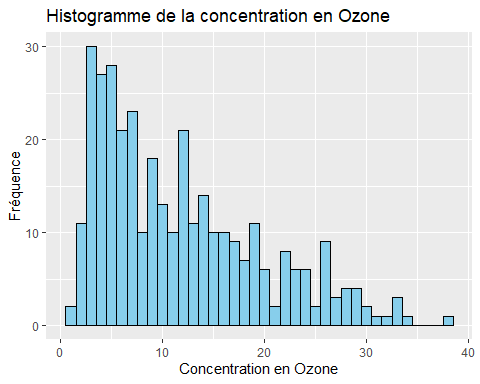 Histogramme de la concentration en Ozone
30
20
10
0
Fréquence
0 10 20 30 40
Concentration en Ozone